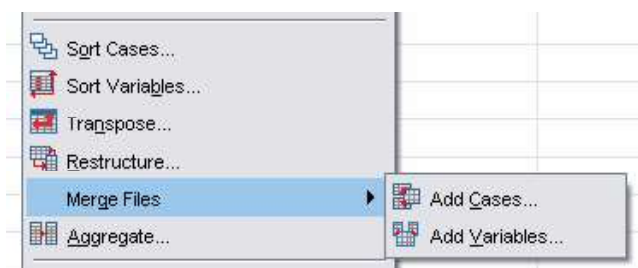 Sort Cases...
Sort Variables...
Transpose...
Restructure...
Merge Files
Add Cases...
Aggregate...
Add Variables...